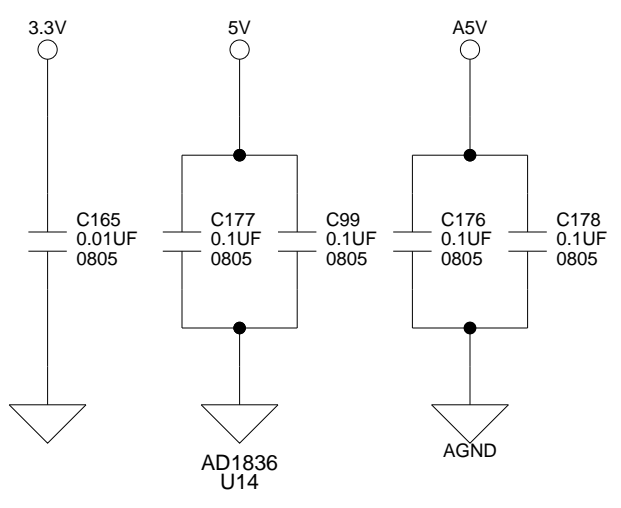 3.3V
5V
A5V
C165
0.01UF
0805
C177
0.1UF
0805
C99
0.1UF
0805
C176
0.1UF
0805
C178
0.1UF
0805
AD1836
U14
AGND